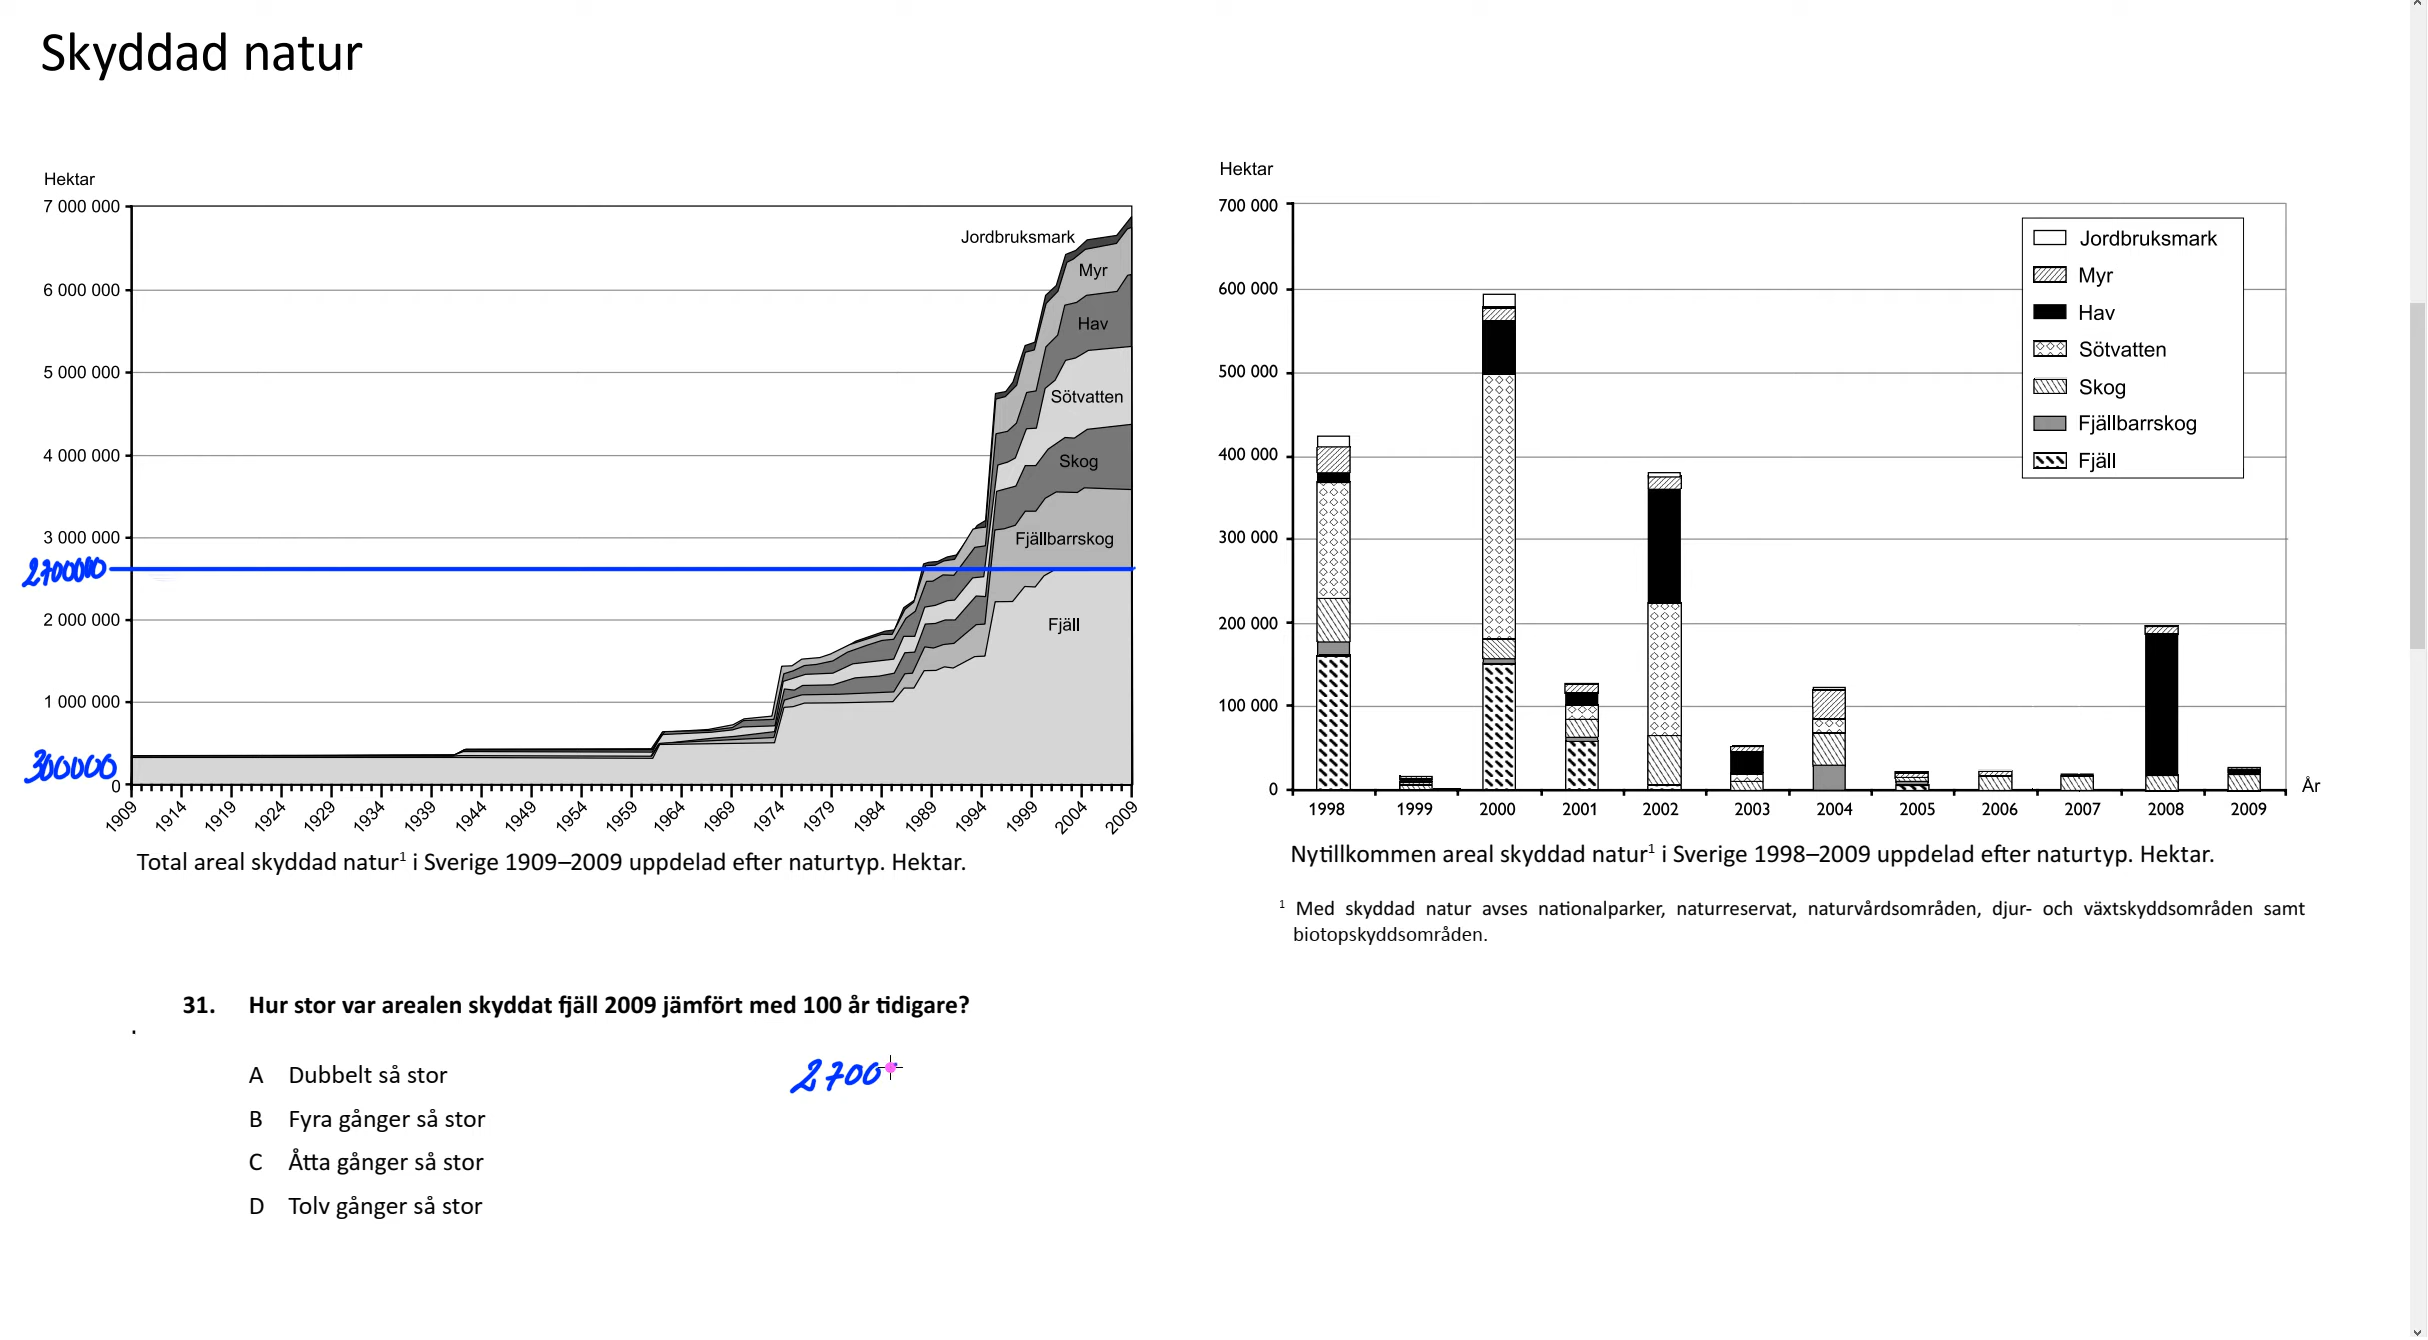 Skyddad natur
Hektar
7 000 000
6 000 000
5 000 000
4 000 000
3 000 000
2700000
2 000 000
1 000 000
300000
0
Jordbruksmark
Myr
Hav
Sötvatten
Skog
Fjällbarrskog
Fjäll
1909 1914 1919 1924 1929 1934 1939 1944 1949 1954 1959 1964 1969 1974 1979 1984 1989 1994 1999 2004 2009
Total areal skyddad natur¹ i Sverige 1909–2009 uppdelad efter naturtyp. Hektar.
Hektar
700 000
600 000
500 000
400 000
300 000
200 000
100 000
0
Jordbruksmark
Myr
Hav
Sötvatten
Skog
Fjällbarrskog
Fjäll
År
1998 1999 2000 2001 2002 2003 2004 2005 2006 2007 2008 2009
Nytillkommen areal skyddad natur¹ i Sverige 1998–2009 uppdelad efter naturtyp. Hektar.
¹ Med skyddad natur avses nationalparker, naturreservat, naturvårdsområden, djur- och växtskyddsområden samt
biotopskyddsområden.
31. Hur stor var arealen skyddat fjäll 2009 jämfört med 100 år tidigare?
A Dubbelt så stor
B Fyra gånger så stor
C Åtta gånger så stor
D Tolv gånger så stor
2700